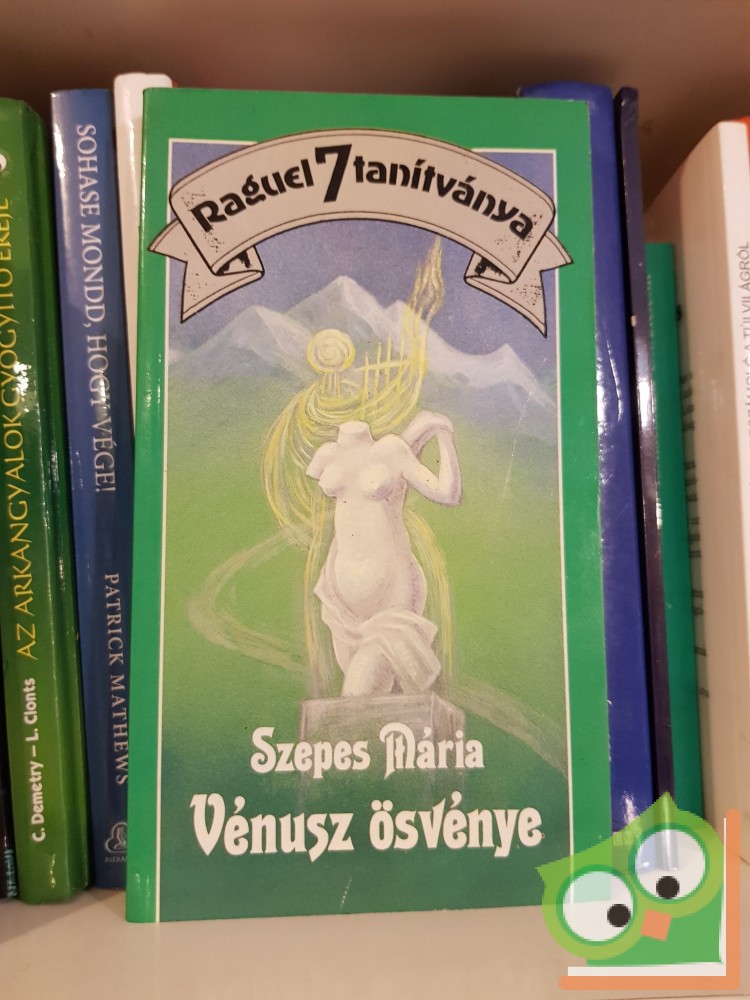 Raguel 7 tanítványa
Szepes Mária
Vénusz ösvénye
C. Demetry – L. Clonts AZ ARKANGYALOK GYÓGYÍTÓ EREJE
SOHASE MONDD, HOGY VÉGE! PATRICK MATHEWS
A TÚLVILÁGRÓL